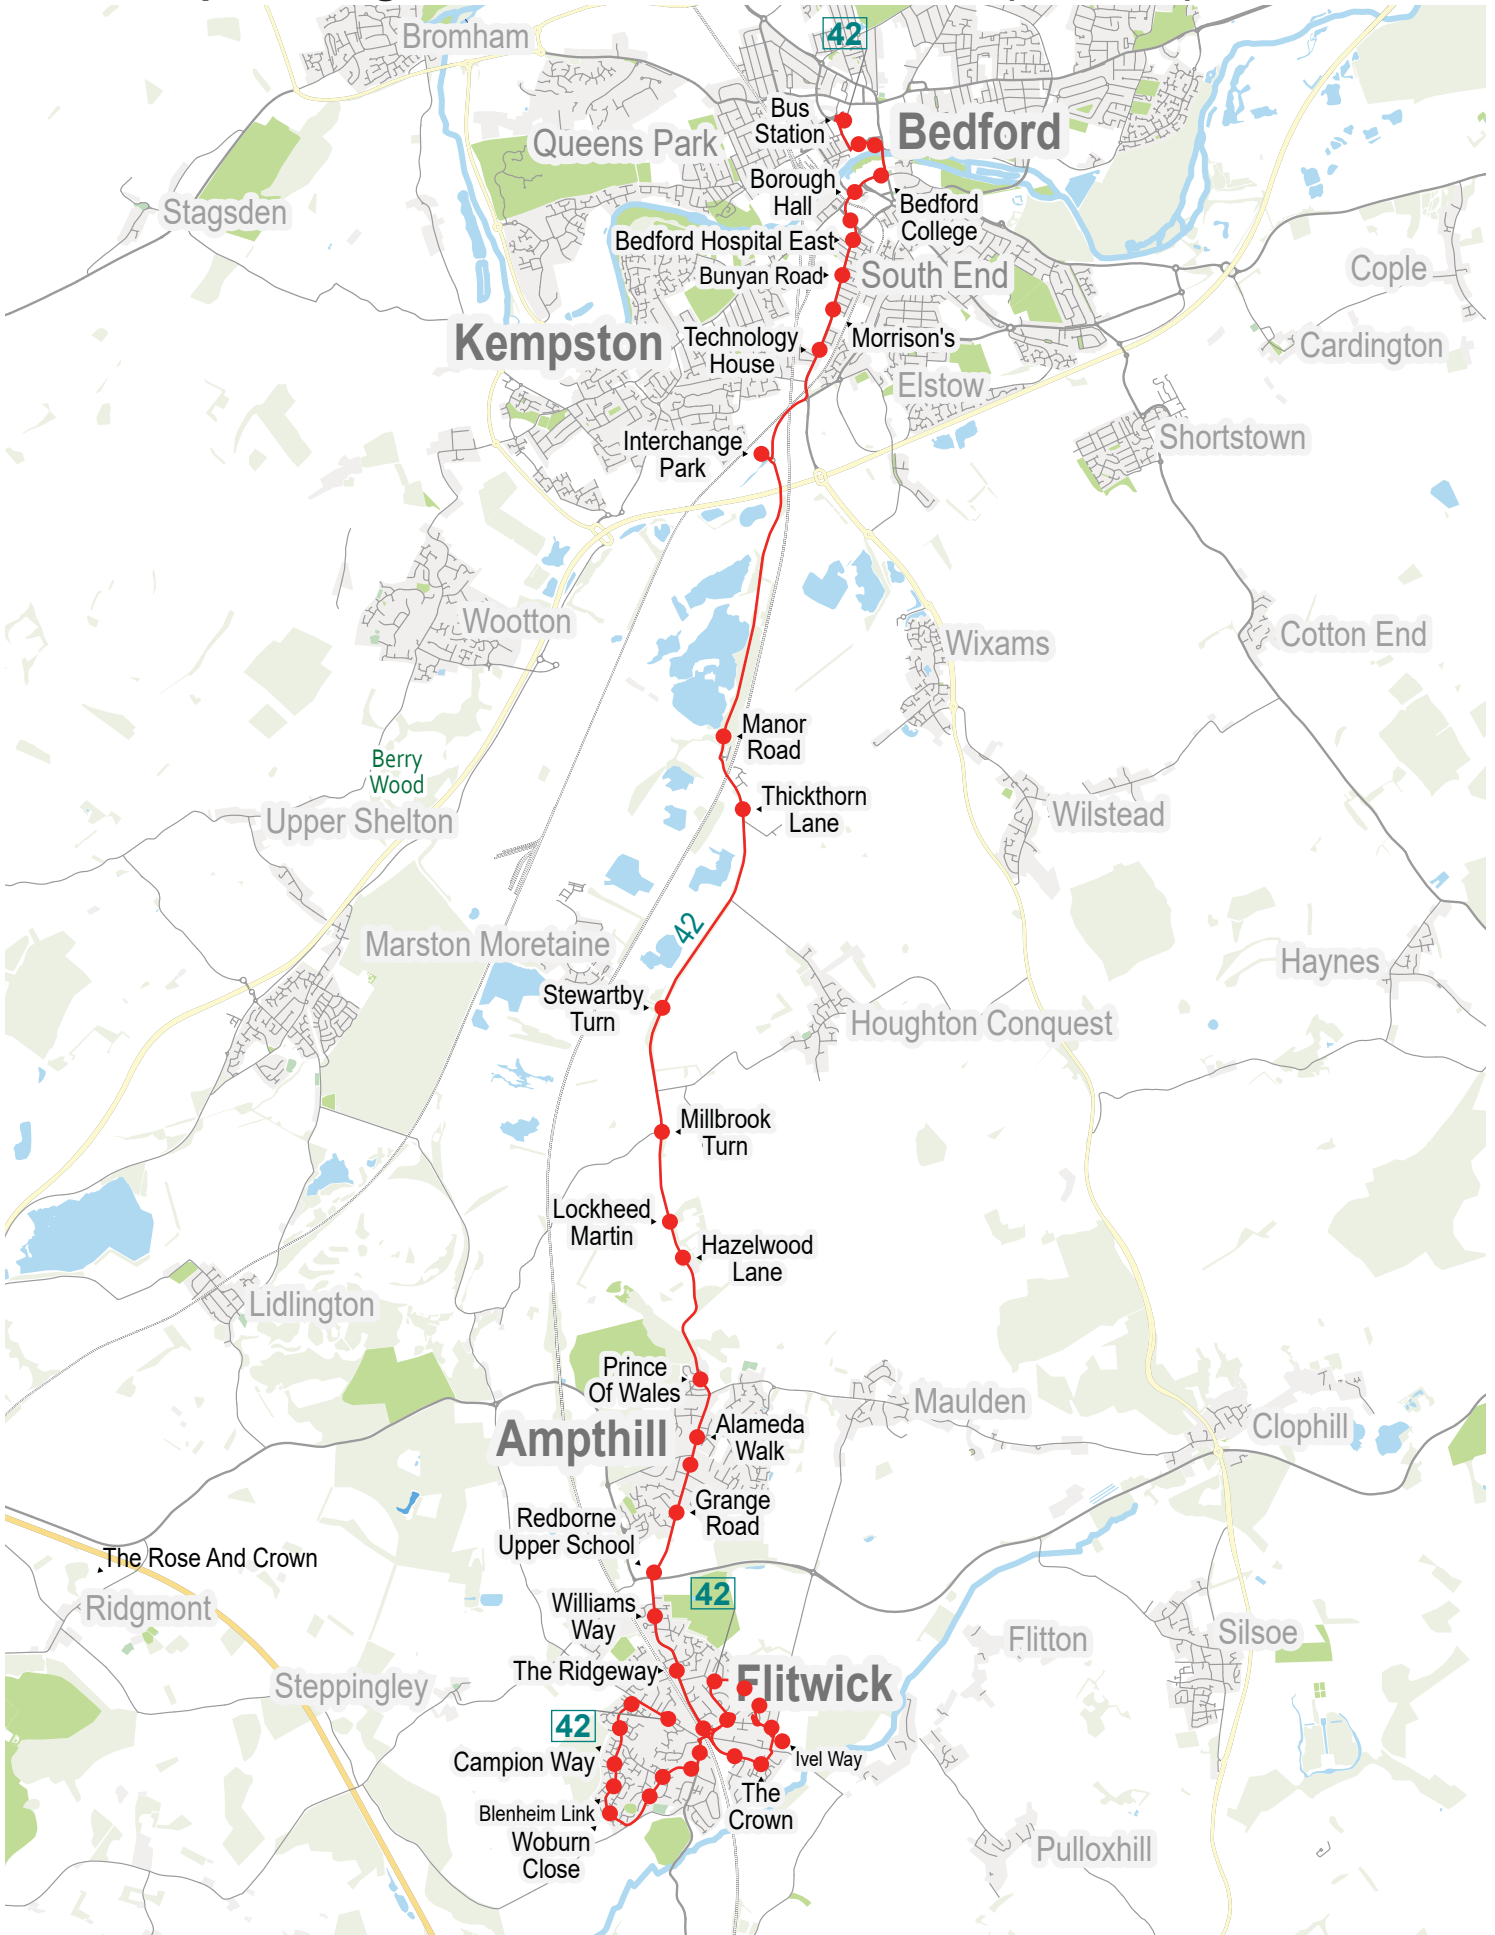 Bromham
42
Bus
Station
Bedford
Queens Park
Borough
Hall
Bedford
College
Stagsden
Bedford Hospital East
Bunyan Road
South End
Cople
Kempston
Technology
House
Morrison's
Cardington
Elstow
Interchange
Park
Shortstown
Wootton
Wixams
Cotton End
Manor
Road
Berry
Wood
Thickthorn
Lane
Upper Shelton
Wilstead
42
Marston Moretaine
Haynes
Stewartby
Turn
Houghton Conquest
Millbrook
Turn
Lockheed
Martin
Hazelwood
Lane
Lidlington
Prince
Of Wales
Maulden
Ampthill
Alameda
Walk
Clophill
Grange
Road
Redborne
Upper School
The Rose And Crown
Ridgmont
42
Williams
Way
Flitton
Silsoe
The Ridgeway
Flitwick
Steppingley
42
Campion Way
Ivel Way
The
Crown
Blenheim Link
Woburn
Close
Pulloxhill